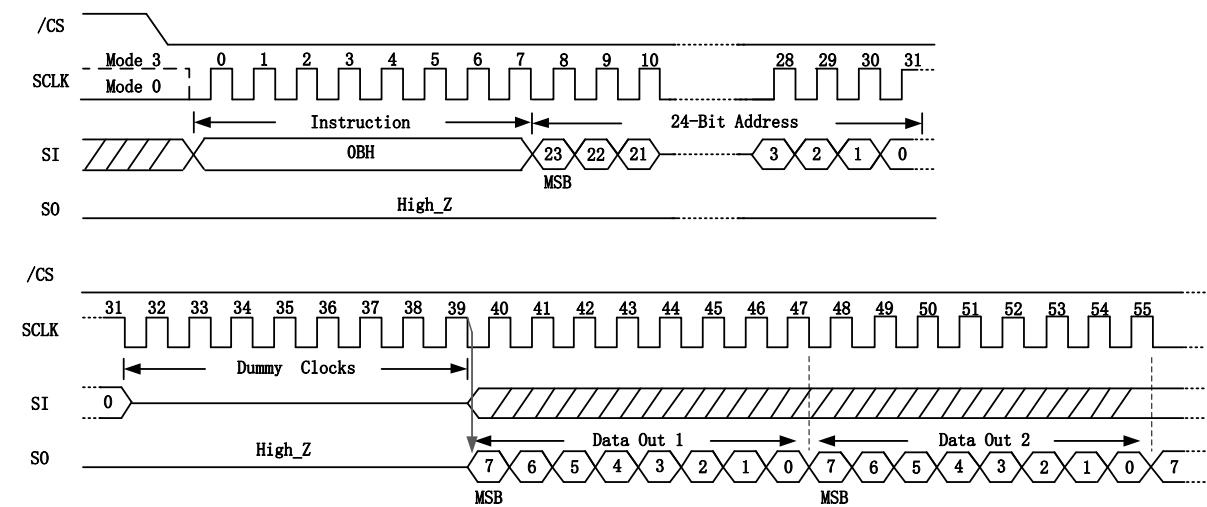 /CS
Mode 3 0 1 2 3 4 5 6 7 8 9 10 28 29 30 31
SCLK
Mode 0
Instruction 24-Bit Address
SI 0BH 23 22 21 3 2 1 0
MSB
SO High_Z
/CS
31 32 33 34 35 36 37 38 39 40 41 42 43 44 45 46 47 48 49 50 51 52 53 54 55
SCLK
Dummy Clocks
SI 0
Data Out 1 Data Out 2
SO High_Z 7 6 5 4 3 2 1 0 7 6 5 4 3 2 1 0 7
MSB MSB